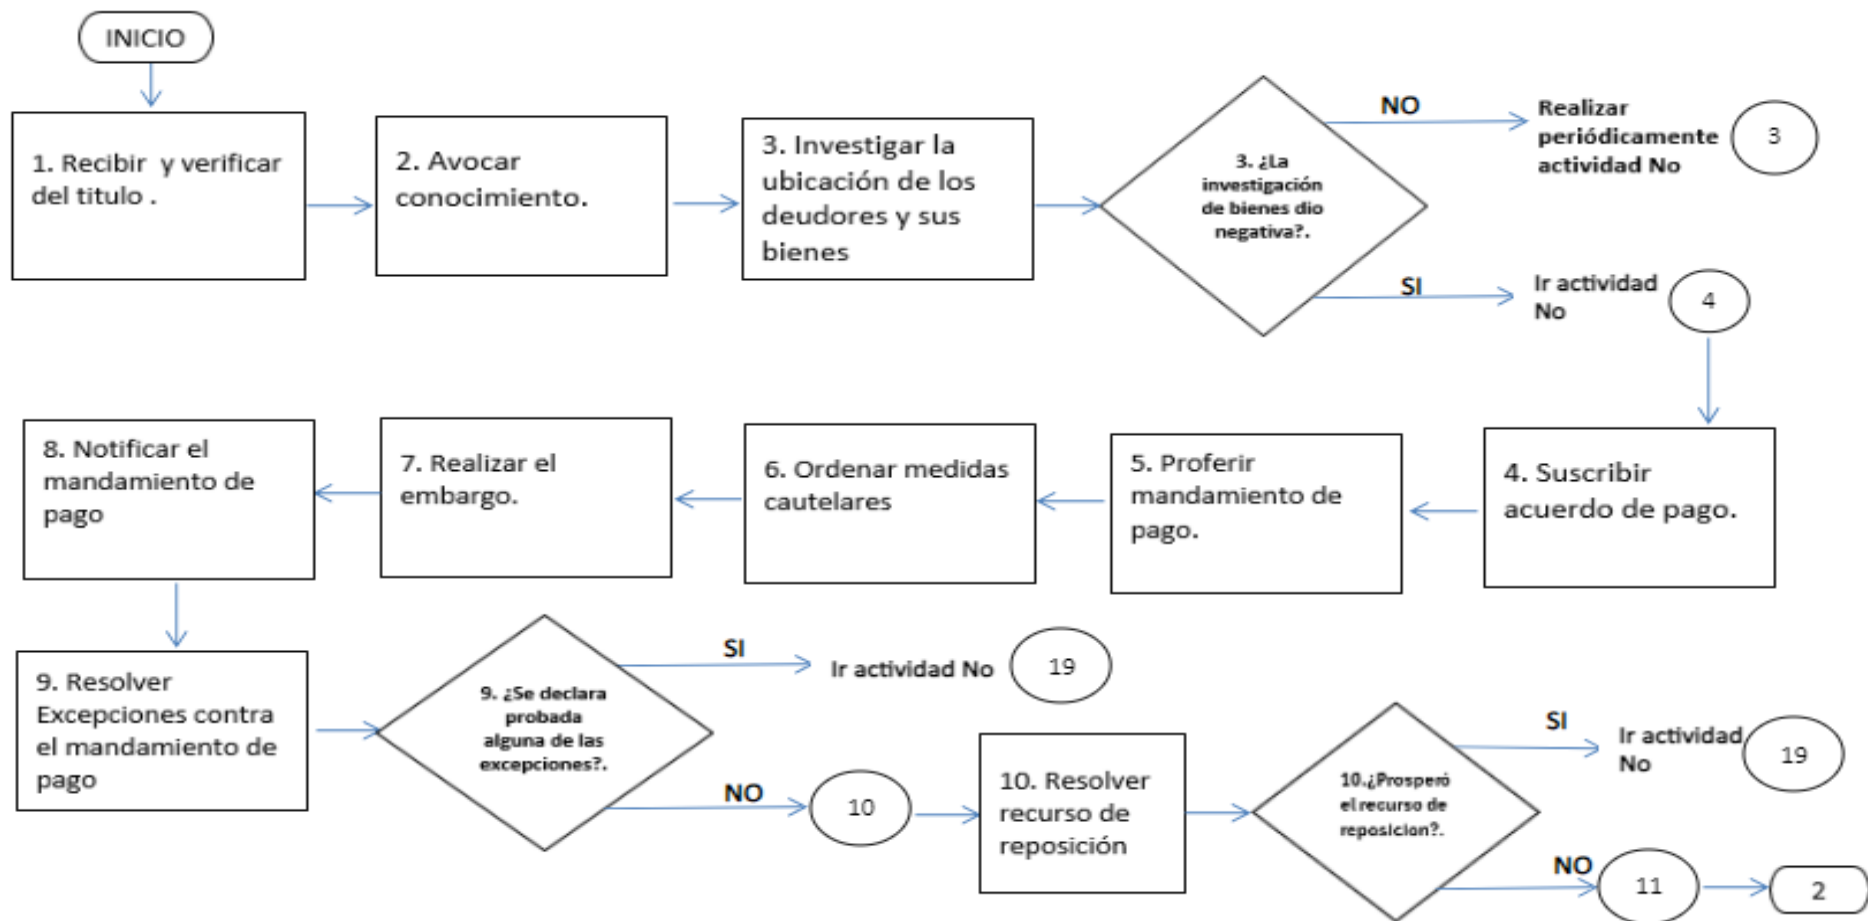 INICIO
1. Recibir y verificar
del titulo .
2. Avocar
conocimiento.
3. Investigar la
ubicación de los
deudores y sus
bienes
3. ¿La
investigación
de bienes dio
negativa?.
NO
Realizar
periódicamente
actividad No
3
SI
Ir actividad
No
4
8. Notificar el
mandamiento de
pago
7. Realizar el
embargo.
6. Ordenar medidas
cautelares
5. Proferir
mandamiento de
pago.
4. Suscribir
acuerdo de pago.
9. Resolver
Excepciones contra
el mandamiento de
pago
9. ¿Se declara
probada
alguna de las
excepciones?.
SI
Ir actividad No
19
NO
10
10. Resolver
recurso de
reposición
10.¿Prosperó
el recurso de
reposicion?.
SI
Ir actividad
No
19
NO
11
2